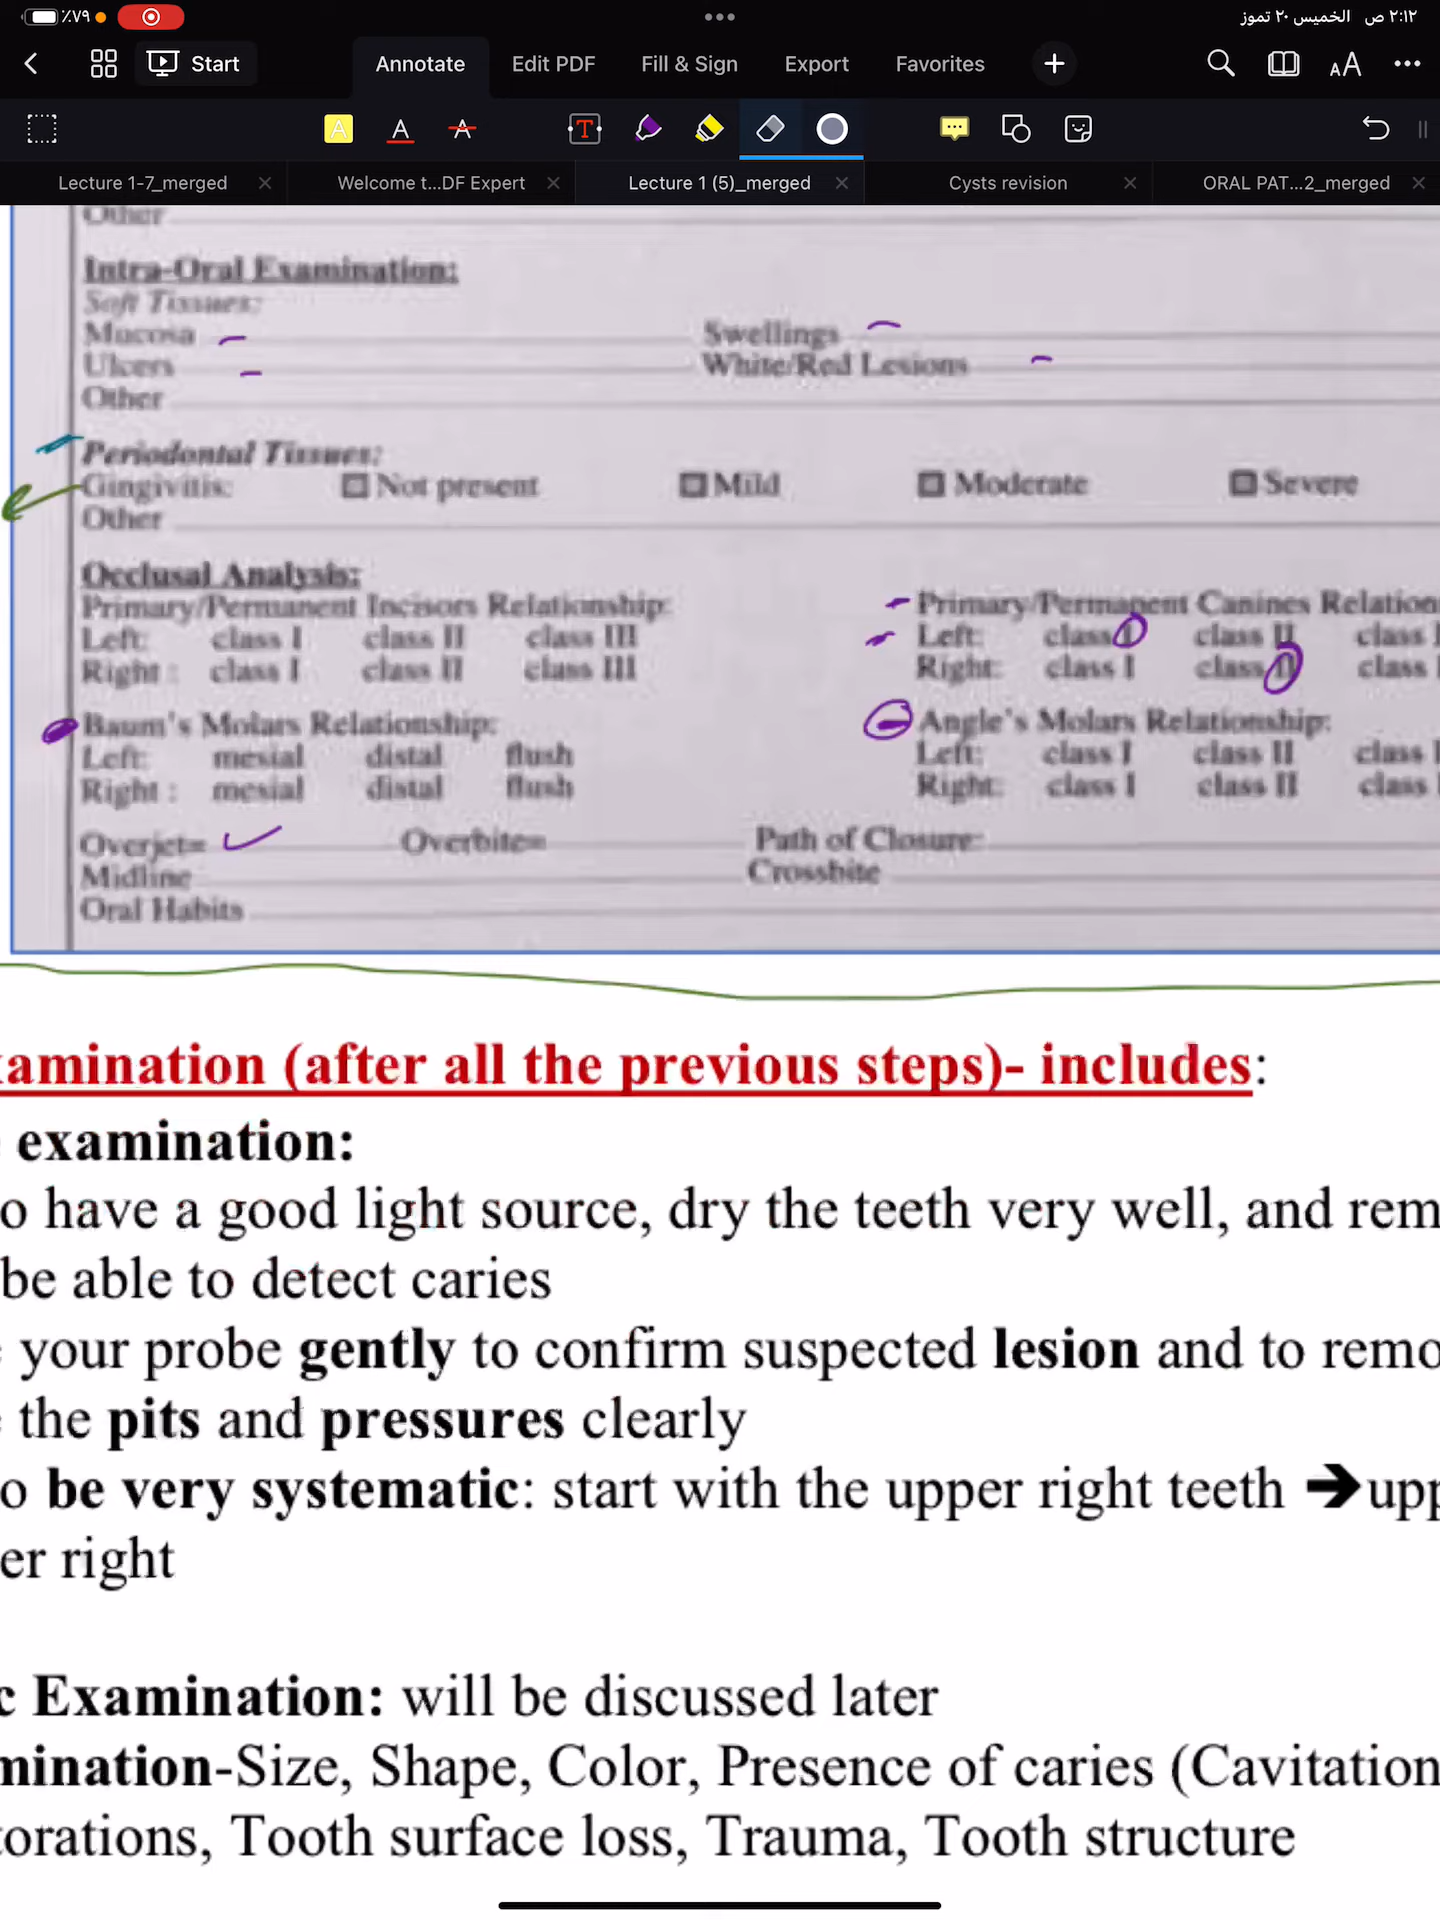 ٪٧٩
٢:١٢ ص الخميس ٢٠ تموز
Start
Annotate
Edit PDF
Fill & Sign
Export
Favorites
AA
Lecture 1-7_merged
Welcome t...DF Expert
Lecture 1 (5)_merged
Cysts revision
ORAL PAT...2_merged
Other
Intra-Oral Examination:
Soft Tissues:
Mucosa Swellings
Ulcers White/Red Lesions
Other
Periodontal Tissues:
Gingivitis: Not present Mild Moderate Severe
Other
Occlusal Analysis:
Primary/Permanent Incisors Relationship:
Left: class I class II class III
Right : class I class II class III
Primary/Permanent Canines Relation
Left: class I class II class I
Right: class I class II class
Baum's Molars Relationship:
Left: mesial distal flush
Right : mesial distal flush
Angle's Molars Relationship:
Left: class I class II class I
Right: class I class II class I
Overjet= Overbite= Path of Closure:
Midline Crossbite
Oral Habits
amination (after all the previous steps)- includes:
examination:
o have a good light source, dry the teeth very well, and rem
be able to detect caries
your probe gently to confirm suspected lesion and to remo
the pits and pressures clearly
o be very systematic: start with the upper right teeth ➔upp
er right
c Examination: will be discussed later
mination-Size, Shape, Color, Presence of caries (Cavitation
torations, Tooth surface loss, Trauma, Tooth structure